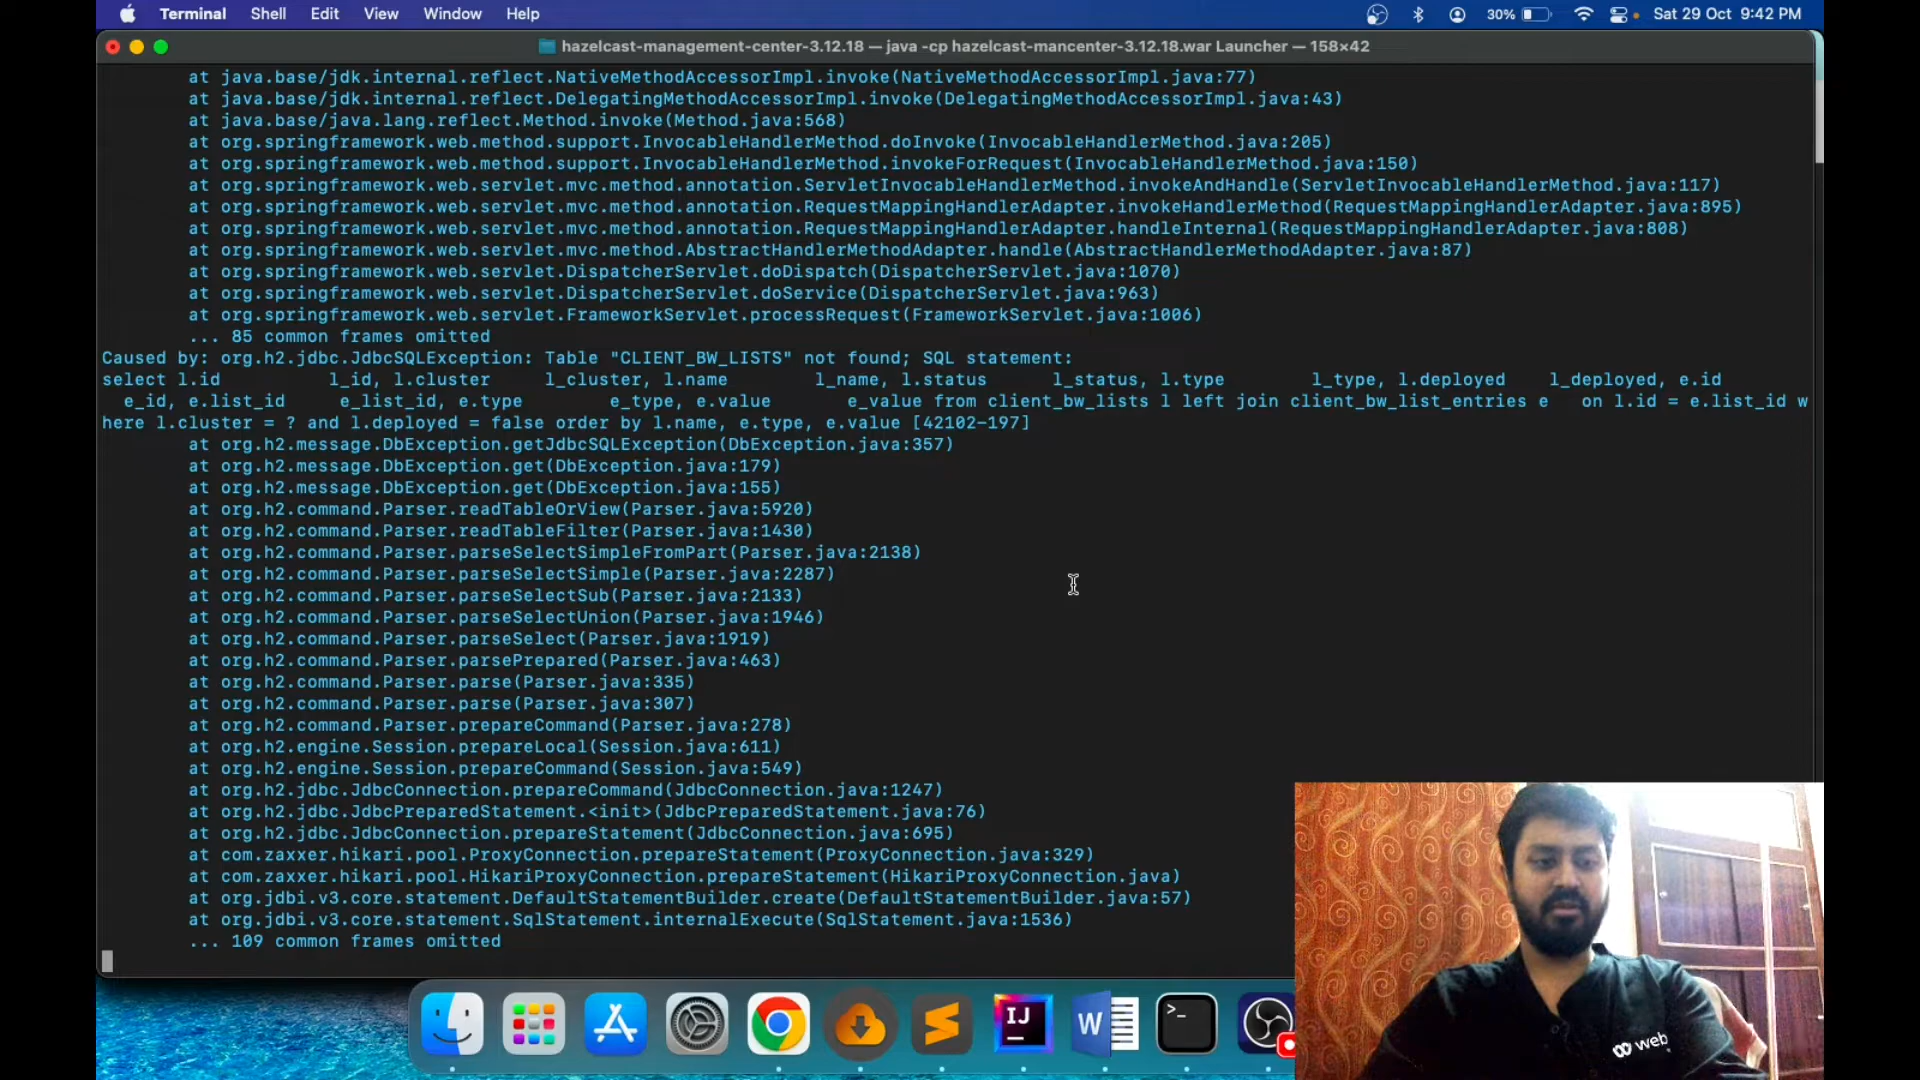 Terminal Shell Edit View Window Help 30% Sat 29 Oct 9:42 PM
hazelcast-management-center-3.12.18 — java -cp hazelcast-mancenter-3.12.18.war Launcher — 158×42
at java.base/jdk.internal.reflect.NativeMethodAccessorImpl.invoke(NativeMethodAccessorImpl.java:77)
at java.base/jdk.internal.reflect.DelegatingMethodAccessorImpl.invoke(DelegatingMethodAccessorImpl.java:43)
at java.base/java.lang.reflect.Method.invoke(Method.java:568)
at org.springframework.web.method.support.InvocableHandlerMethod.doInvoke(InvocableHandlerMethod.java:205)
at org.springframework.web.method.support.InvocableHandlerMethod.invokeForRequest(InvocableHandlerMethod.java:150)
at org.springframework.web.servlet.mvc.method.annotation.ServletInvocableHandlerMethod.invokeAndHandle(ServletInvocableHandlerMethod.java:117)
at org.springframework.web.servlet.mvc.method.annotation.RequestMappingHandlerAdapter.invokeHandlerMethod(RequestMappingHandlerAdapter.java:895)
at org.springframework.web.servlet.mvc.method.annotation.RequestMappingHandlerAdapter.handleInternal(RequestMappingHandlerAdapter.java:808)
at org.springframework.web.servlet.mvc.method.AbstractHandlerMethodAdapter.handle(AbstractHandlerMethodAdapter.java:87)
at org.springframework.web.servlet.DispatcherServlet.doDispatch(DispatcherServlet.java:1070)
at org.springframework.web.servlet.DispatcherServlet.doService(DispatcherServlet.java:963)
at org.springframework.web.servlet.FrameworkServlet.processRequest(FrameworkServlet.java:1006)
... 85 common frames omitted
Caused by: org.h2.jdbc.JdbcSQLException: Table "CLIENT_BW_LISTS" not found; SQL statement:
select l.id l_id, l.cluster l_cluster, l.name l_name, l.status l_status, l.type l_type, l.deployed l_deployed, e.id
e_id, e.list_id e_list_id, e.type e_type, e.value e_value from client_bw_lists l left join client_bw_list_entries e on l.id = e.list_id w
here l.cluster = ? and l.deployed = false order by l.name, e.type, e.value [42102-197]
at org.h2.message.DbException.getJdbcSQLException(DbException.java:357)
at org.h2.message.DbException.get(DbException.java:179)
at org.h2.message.DbException.get(DbException.java:155)
at org.h2.command.Parser.readTableOrView(Parser.java:5920)
at org.h2.command.Parser.readTableFilter(Parser.java:1430)
at org.h2.command.Parser.parseSelectSimpleFromPart(Parser.java:2138)
at org.h2.command.Parser.parseSelectSimple(Parser.java:2287)
at org.h2.command.Parser.parseSelectSub(Parser.java:2133)
at org.h2.command.Parser.parseSelectUnion(Parser.java:1946)
at org.h2.command.Parser.parseSelect(Parser.java:1919)
at org.h2.command.Parser.parsePrepared(Parser.java:463)
at org.h2.command.Parser.parse(Parser.java:335)
at org.h2.command.Parser.parse(Parser.java:307)
at org.h2.command.Parser.prepareCommand(Parser.java:278)
at org.h2.engine.Session.prepareLocal(Session.java:611)
at org.h2.engine.Session.prepareCommand(Session.java:549)
at org.h2.jdbc.JdbcConnection.prepareCommand(JdbcConnection.java:1247)
at org.h2.jdbc.JdbcPreparedStatement.<init>(JdbcPreparedStatement.java:76)
at org.h2.jdbc.JdbcConnection.prepareStatement(JdbcConnection.java:695)
at com.zaxxer.hikari.pool.ProxyConnection.prepareStatement(ProxyConnection.java:329)
at com.zaxxer.hikari.pool.HikariProxyConnection.prepareStatement(HikariProxyConnection.java)
at org.jdbi.v3.core.statement.DefaultStatementBuilder.create(DefaultStatementBuilder.java:57)
at org.jdbi.v3.core.statement.SqlStatement.internalExecute(SqlStatement.java:1536)
... 109 common frames omitted
IJ W >_
web